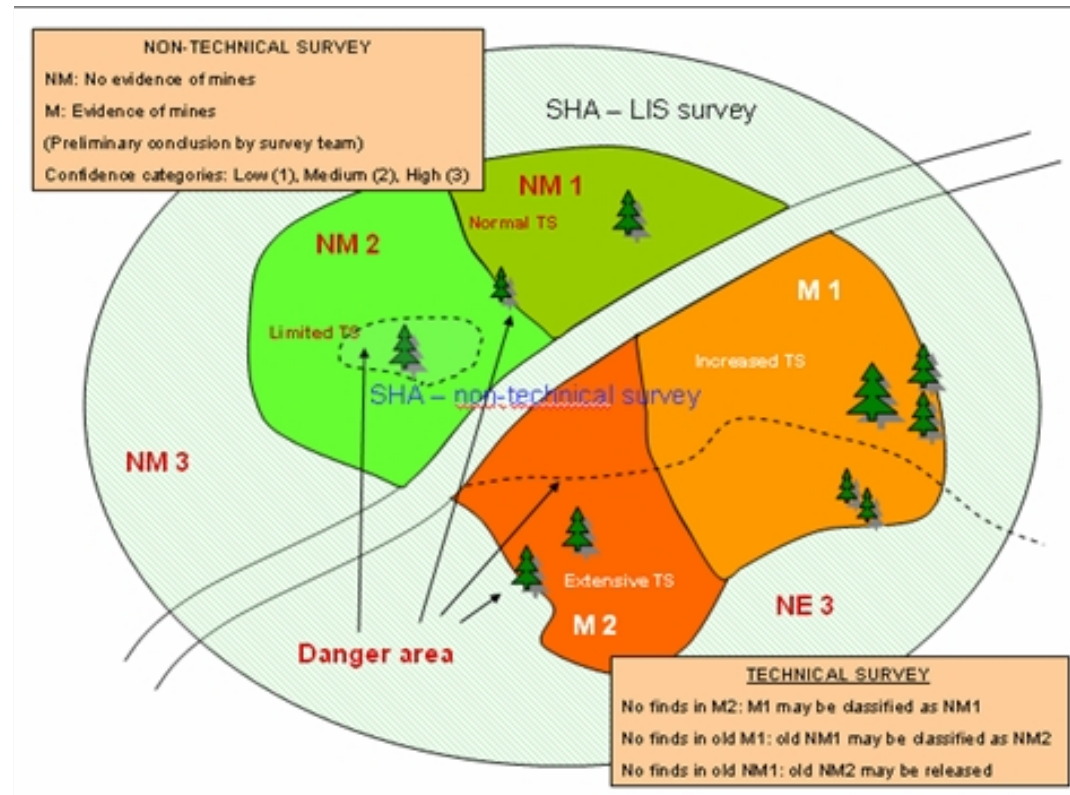 NON-TECHNICAL SURVEY
NM: No evidence of mines
M: Evidence of mines
(Preliminary conclusion by survey team)
Confidence categories: Low (1), Medium (2), High (3)
SHA – LIS survey
NM 1
Normal TS
NM 2
M 1
Limited TS
Increased TS
SHA – non-technical survey
NM 3
Extensive TS
NE 3
M 2
Danger area
TECHNICAL SURVEY
No finds in M2: M1 may be classified as NM1
No finds in old M1: old NM1 may be classified as NM2
No finds in old NM1: old NM2 may be released